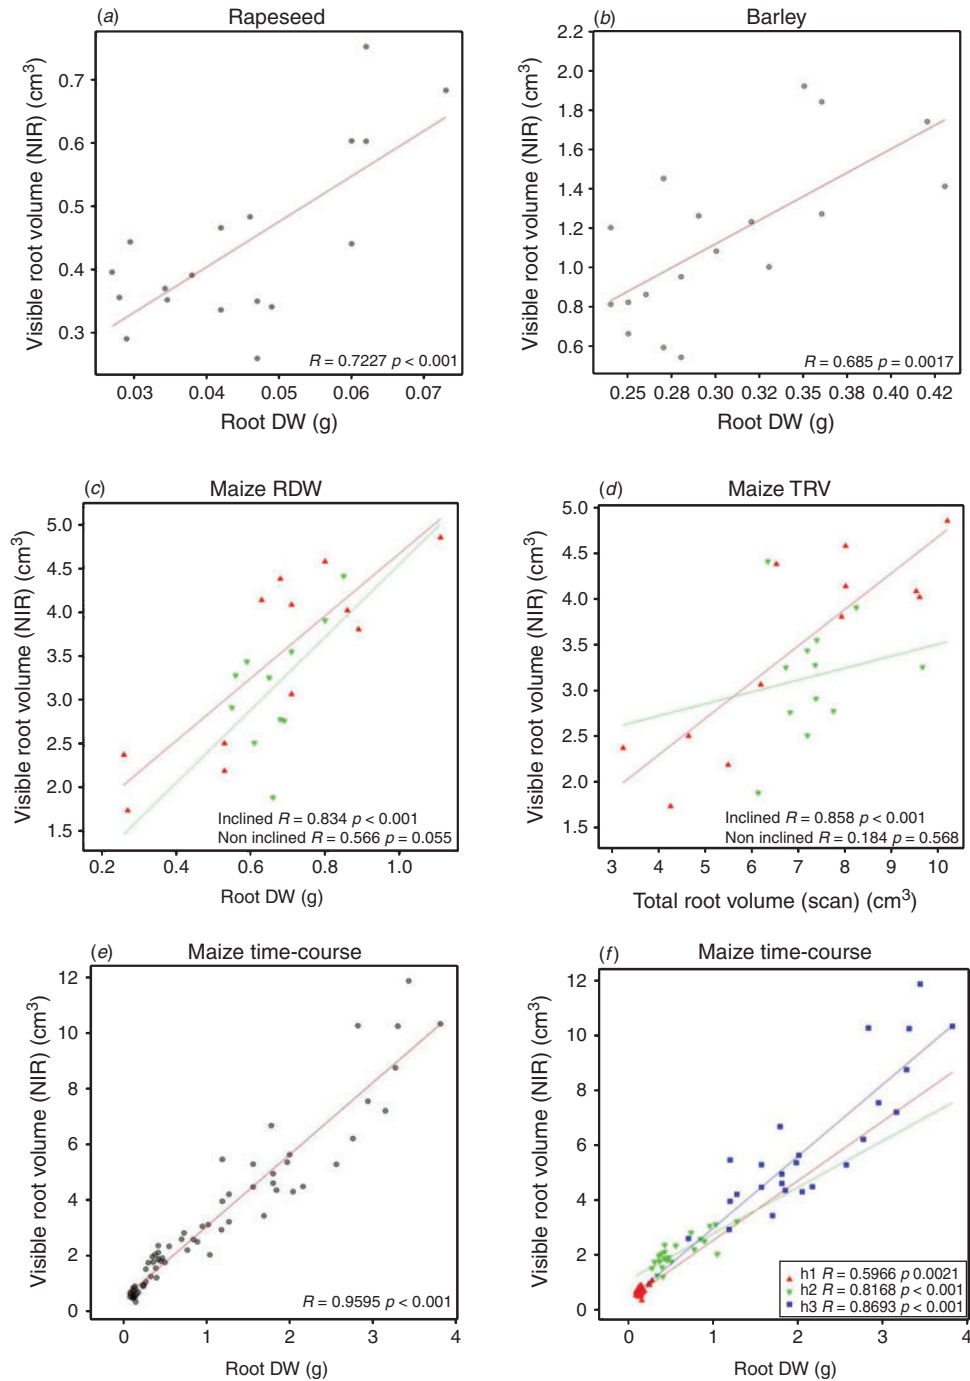 (a) Rapeseed
Visible root volume (NIR) (cm³)
0.7
0.6
0.5
0.4
0.3
R = 0.7227 p < 0.001
0.03 0.04 0.05 0.06 0.07
Root DW (g)
(b) Barley
Visible root volume (NIR) (cm³)
2.2
2.0
1.8
1.6
1.4
1.2
1.0
0.8
0.6
R = 0.685 p = 0.0017
0.25 0.28 0.30 0.33 0.35 0.38 0.40 0.42
Root DW (g)
(c) Maize RDW
Visible root volume (NIR) (cm³)
5.0
4.5
4.0
3.5
3.0
2.5
2.0
1.5
Inclined R = 0.834 p < 0.001
Non inclined R = 0.566 p = 0.055
0.2 0.4 0.6 0.8 1.0
Root DW (g)
(d) Maize TRV
Visible root volume (NIR) (cm³)
5.0
4.5
4.0
3.5
3.0
2.5
2.0
1.5
Inclined R = 0.858 p < 0.001
Non inclined R = 0.184 p = 0.568
3 4 5 6 7 8 9 10
Total root volume (scan) (cm³)
(e) Maize time-course
Visible root volume (NIR) (cm³)
12
10
8
6
4
2
0
R = 0.9595 p < 0.001
0 1 2 3 4
Root DW (g)
(f) Maize time-course
Visible root volume (NIR) (cm³)
12
10
8
6
4
2
0
h1 R = 0.5966 p 0.0021
h2 R = 0.8168 p < 0.001
h3 R = 0.8693 p < 0.001
0 1 2 3 4
Root DW (g)